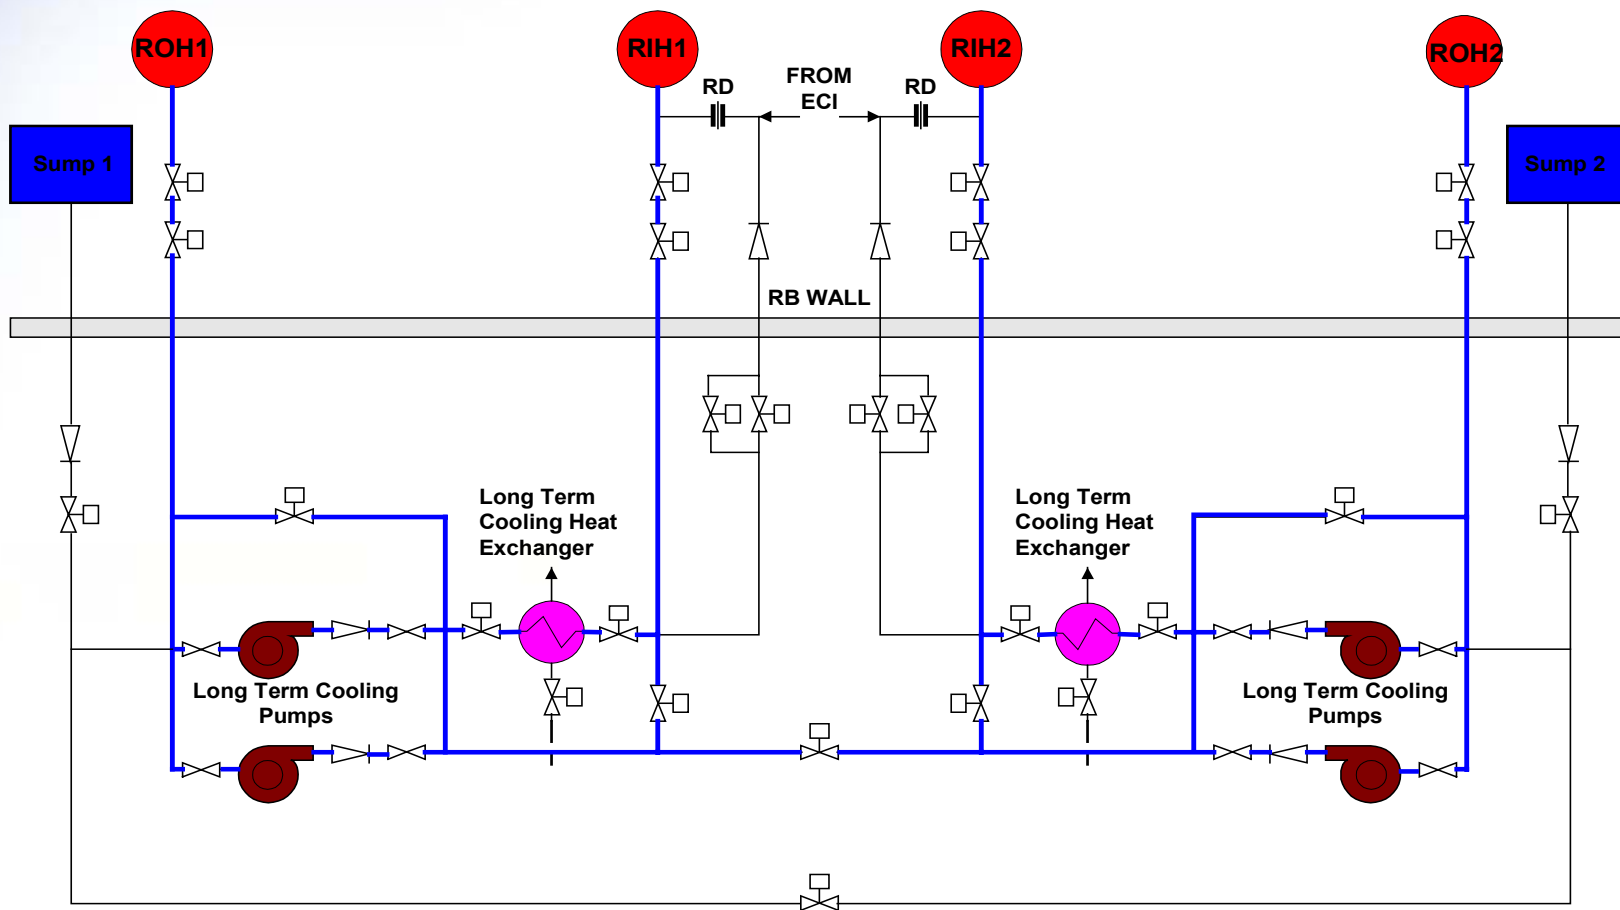 ROH1
RIH1
RIH2
ROH2
RD
FROM
ECI
RD
Sump 1
Sump 2
RB WALL
Long Term
Cooling Heat
Exchanger
Long Term
Cooling Heat
Exchanger
Long Term Cooling
Pumps
Long Term Cooling
Pumps